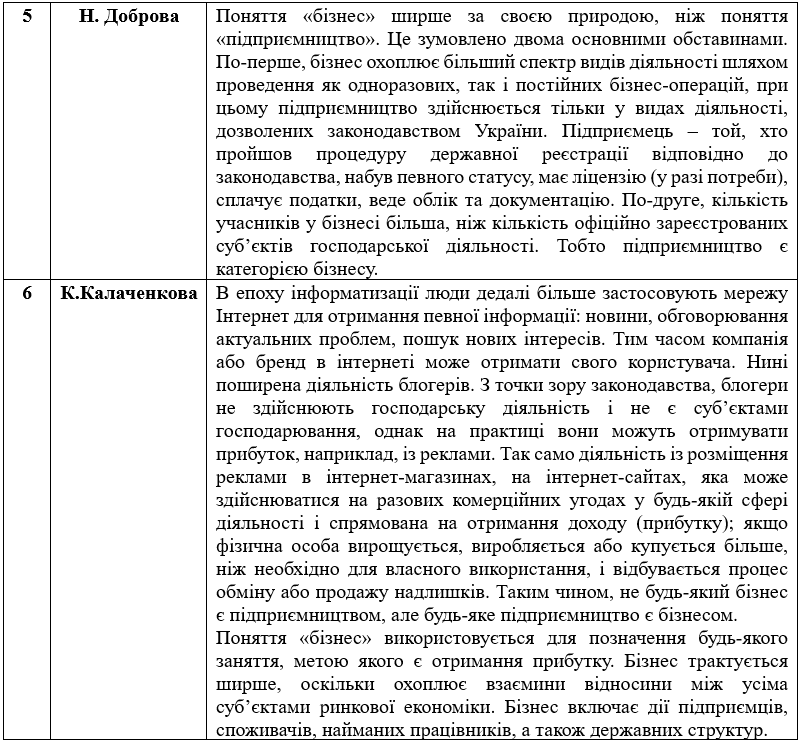 5 Н. Доброва Поняття «бізнес» ширше за своєю природою, ніж поняття
«підприємництво». Це зумовлено двома основними обставинами.
По-перше, бізнес охоплює більший спектр видів діяльності шляхом
проведення як одноразових, так і постійних бізнес-операцій, при
цьому підприємництво здійснюється тільки у видах діяльності,
дозволених законодавством України. Підприємець – той, хто
пройшов процедуру державної реєстрації відповідно до
законодавства, набув певного статусу, має ліцензію (у разі потреби),
сплачує податки, веде облік та документацію. По-друге, кількість
учасників у бізнесі більша, ніж кількість офіційно зареєстрованих
суб’єктів господарської діяльності. Тобто підприємництво є
категорією бізнесу.
6 К.Калаченкова В епоху інформатизації люди дедалі більше застосовують мережу
Інтернет для отримання певної інформації: новини, обговорювання
актуальних проблем, пошук нових інтересів. Тим часом компанія
або бренд в інтернеті може отримати свого користувача. Нині
поширена діяльність блогерів. З точки зору законодавства, блогери
не здійснюють господарську діяльність і не є суб’єктами
господарювання, однак на практиці вони можуть отримувати
прибуток, наприклад, із реклами. Так само діяльність із розміщення
реклами в інтернет-магазинах, на інтернет-сайтах, яка може
здійснюватися на разових комерційних угодах у будь-якій сфері
діяльності і спрямована на отримання доходу (прибутку); якщо
фізична особа вирощується, виробляється або купується більше,
ніж необхідно для власного використання, і відбувається процес
обміну або продажу надлишків. Таким чином, не будь-який бізнес
є підприємництвом, але будь-яке підприємництво є бізнесом.
Поняття «бізнес» використовується для позначення будь-якого
заняття, метою якого є отримання прибутку. Бізнес трактується
ширше, оскільки охоплює взаємини відносини між усіма
суб’єктами ринкової економіки. Бізнес включає дії підприємців,
споживачів, найманих працівників, а також державних структур.